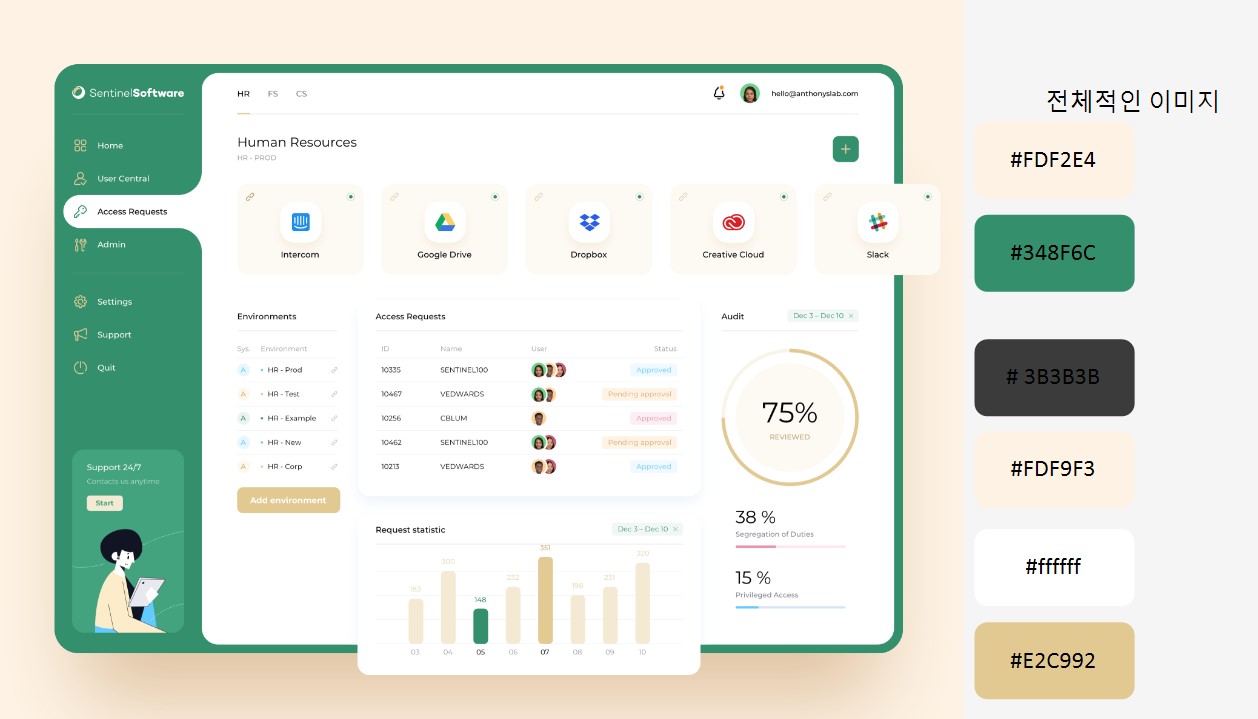 SentinelSoftware
Home
User Central
Access Requests
Admin
Settings
Support
Quit
Support 24/7
Contacts us anytime
Start
HR FS CS
hello@anthonyslab.com
Human Resources
HR - PROD
+
Intercom
Google Drive
Dropbox
Creative Cloud
Slack
Environments
Sys. Environment
A HR - Prod
A HR - Test
A HR - Example
A HR - New
A HR - Corp
Add environment
Access Requests
ID Name User Status
10335 SENTINEL100 Approved
10467 VEDWARDS Pending approval
10256 CBLUM Approved
10462 SENTINEL100 Pending approval
10213 VEDWARDS Approved
Request statistic
Dec 3 – Dec 10 ×
183 300 148 232 351 198 231 320
03 04 05 06 07 08 09 10
Audit
Dec 3 – Dec 10 ×
75%
REVIEWED
38 %
Segregation of Duties
15 %
Privileged Access
전체적인 이미지
#FDF2E4
#348F6C
# 3B3B3B
#FDF9F3
#ffffff
#E2C992